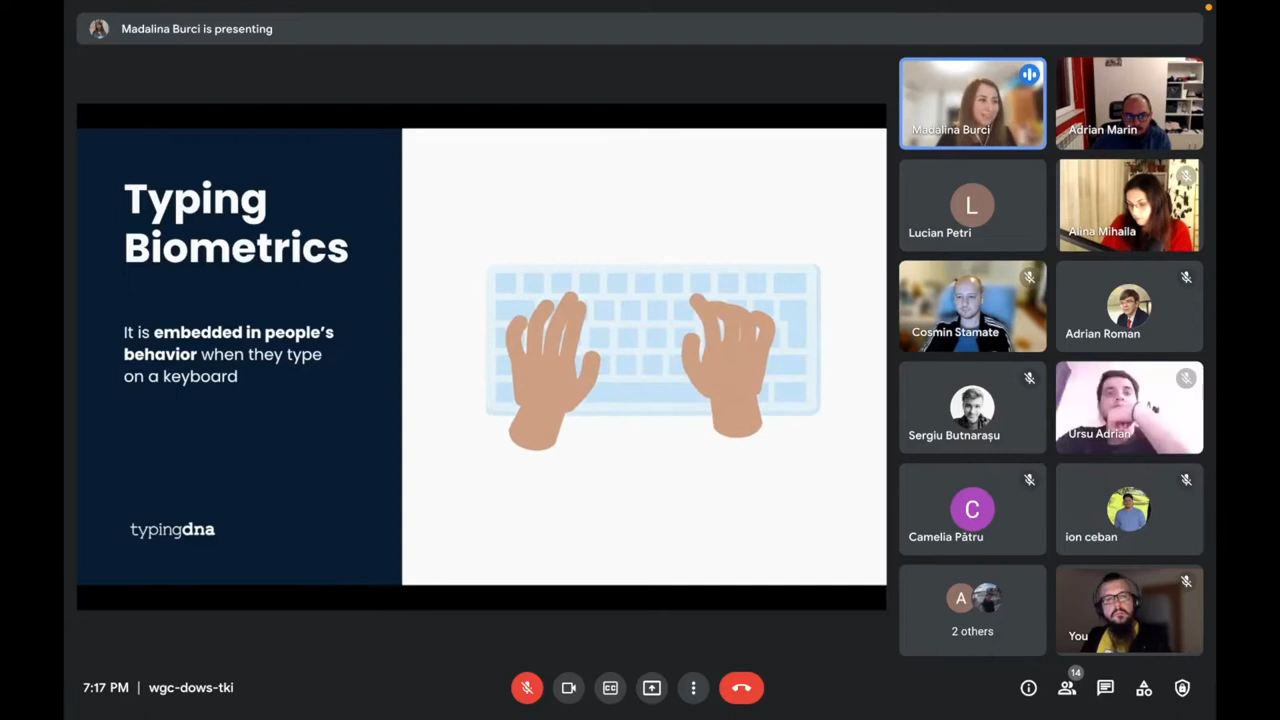 Madalina Burci is presenting
Typing
Biometrics
It is embedded in people's
behavior when they type
on a keyboard
typingdna
Madalina Burci
Adrian Marin
L
Lucian Petri
Alina Mihaila
Cosmin Stamate
Adrian Roman
Sergiu Butnarașu
Ursu Adrian
C
Camelia Pătru
ion ceban
A
2 others
You
7:17 PM | wgc-dows-tki
CC
14